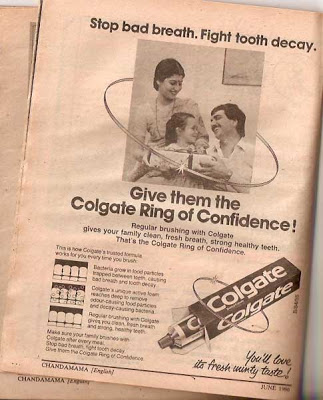 Stop bad breath. Fight tooth decay.
Give them the
Colgate Ring of Confidence!
Regular brushing with Colgate
gives your family clean, fresh breath, strong healthy teeth.
That's the Colgate Ring of Confidence.
This is how Colgate's trusted formula
works for you every time you brush:
Bacteria grow in food particles
trapped between teeth, causing
bad breath and tooth decay.
Colgate's unique active foam
reaches deep to remove
odour-causing food particles
and decay-causing bacteria.
Regular brushing with Colgate
gives you clean, fresh breath
and strong, healthy teeth.
Make sure your family brushes with
Colgate after every meal.
Stop bad breath, fight tooth decay.
Give them the Colgate Ring of Confidence.
Colgate
Colgate
You'll love
its fresh minty taste!
CHANDAMAMA [English]
CHANDAMAMA [English]
JUNE